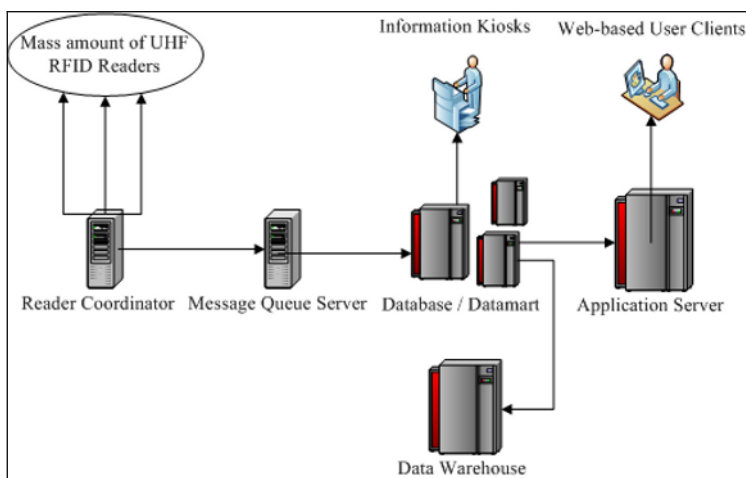 Mass amount of UHF
RFID Readers
Information Kiosks
Web-based User Clients
Reader Coordinator
Message Queue Server
Database / Datamart
Application Server
Data Warehouse